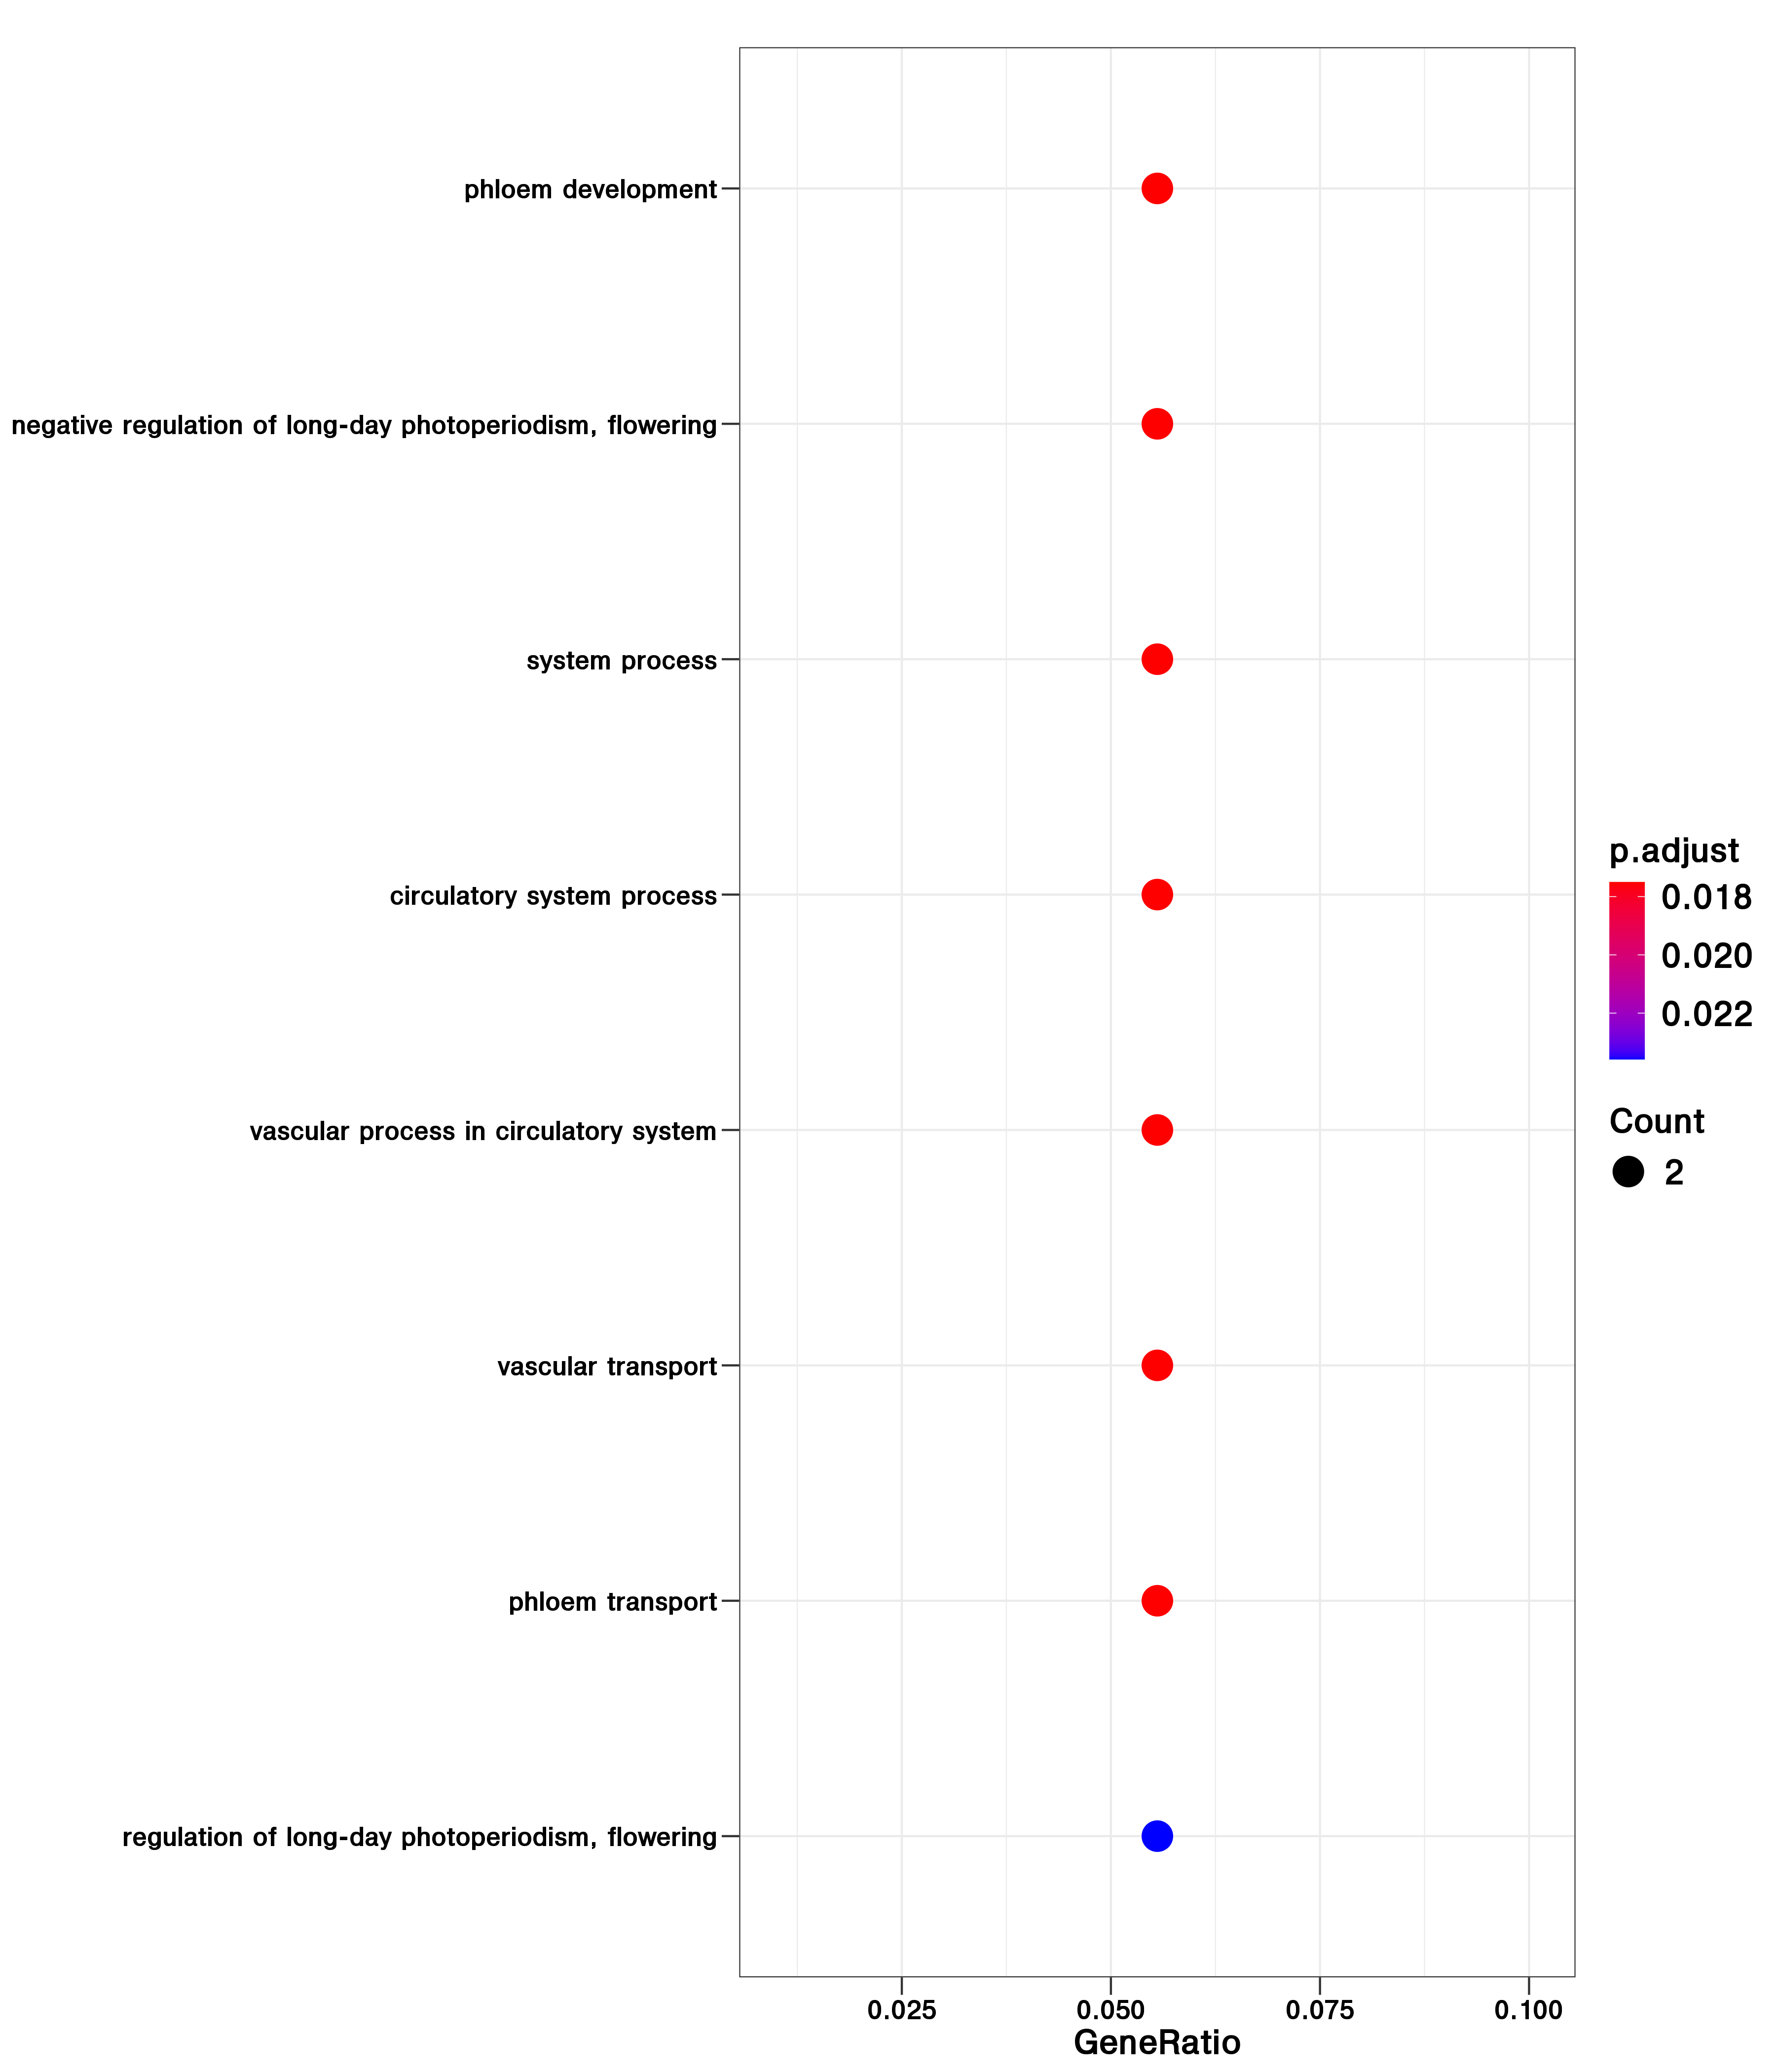 phloem development
negative regulation of long-day photoperiodism, flowering
system process
circulatory system process
vascular process in circulatory system
vascular transport
phloem transport
regulation of long-day photoperiodism, flowering
0.025 0.050 0.075 0.100
GeneRatio
p.adjust
0.018
0.020
0.022
Count
2